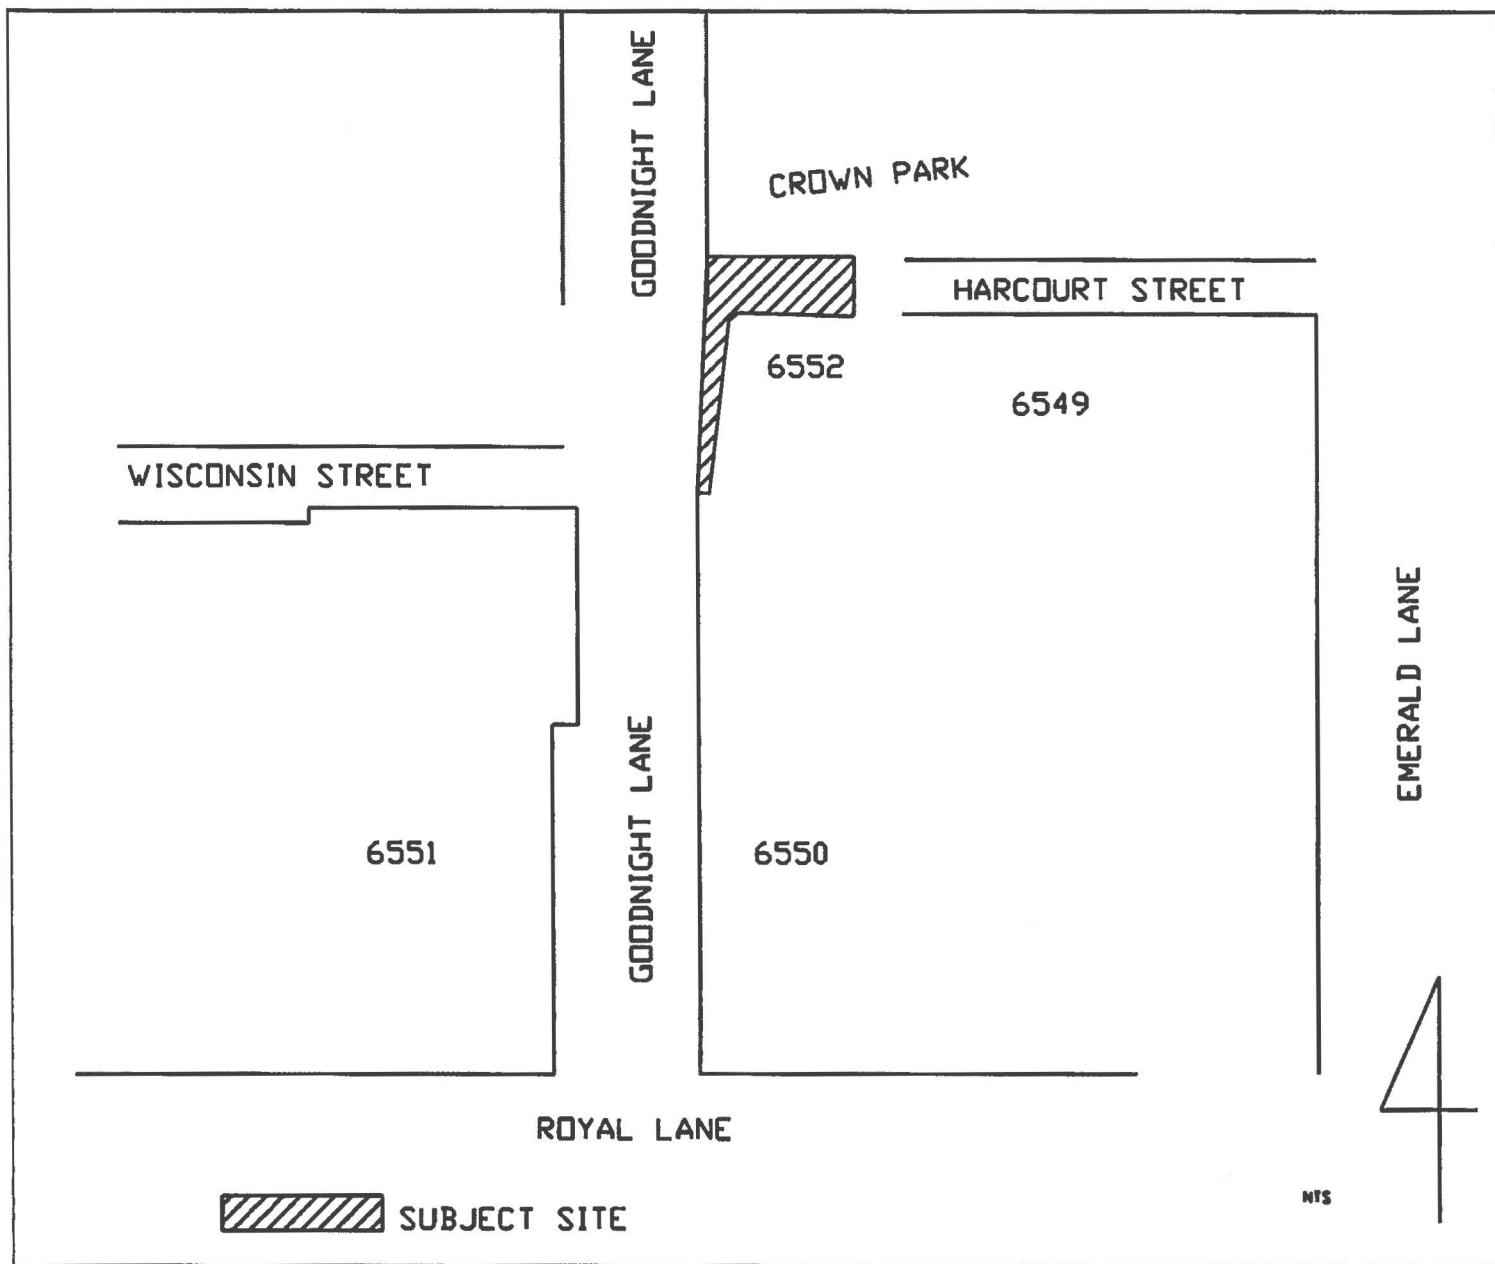 GOODNIGHT LANE
CROWN PARK
HARCOURT STREET
6552
6549
WISCONSIN STREET
EMERALD LANE
GOODNIGHT LANE
6551
6550
ROYAL LANE
NTS
SUBJECT SITE